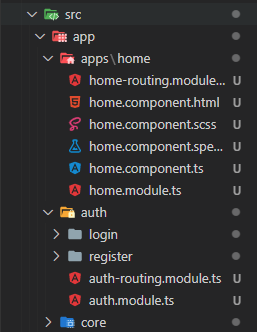 src
app
apps\home
home-routing.module... U
home.component.html U
home.component.scss U
home.component.spe... U
home.component.ts U
home.module.ts U
auth
login
register
auth-routing.module.ts U
auth.module.ts U
core